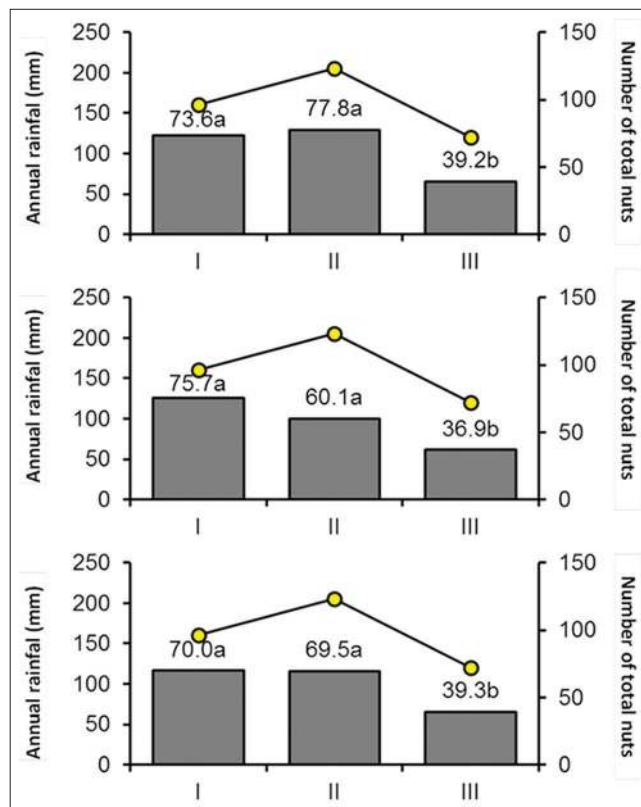 Annual rainfal (mm)
250
200
150
100
50
0
73.6a
77.8a
39.2b
I
II
III
150
100
50
0
Number of total nuts
Annual rainfal (mm)
250
200
150
100
50
0
75.7a
60.1a
36.9b
I
II
III
150
100
50
0
Number of total nuts
Annual rainfall (mm)
250
200
150
100
50
0
70.0a
69.5a
39.3b
I
II
III
150
100
50
0
Number of total nuts